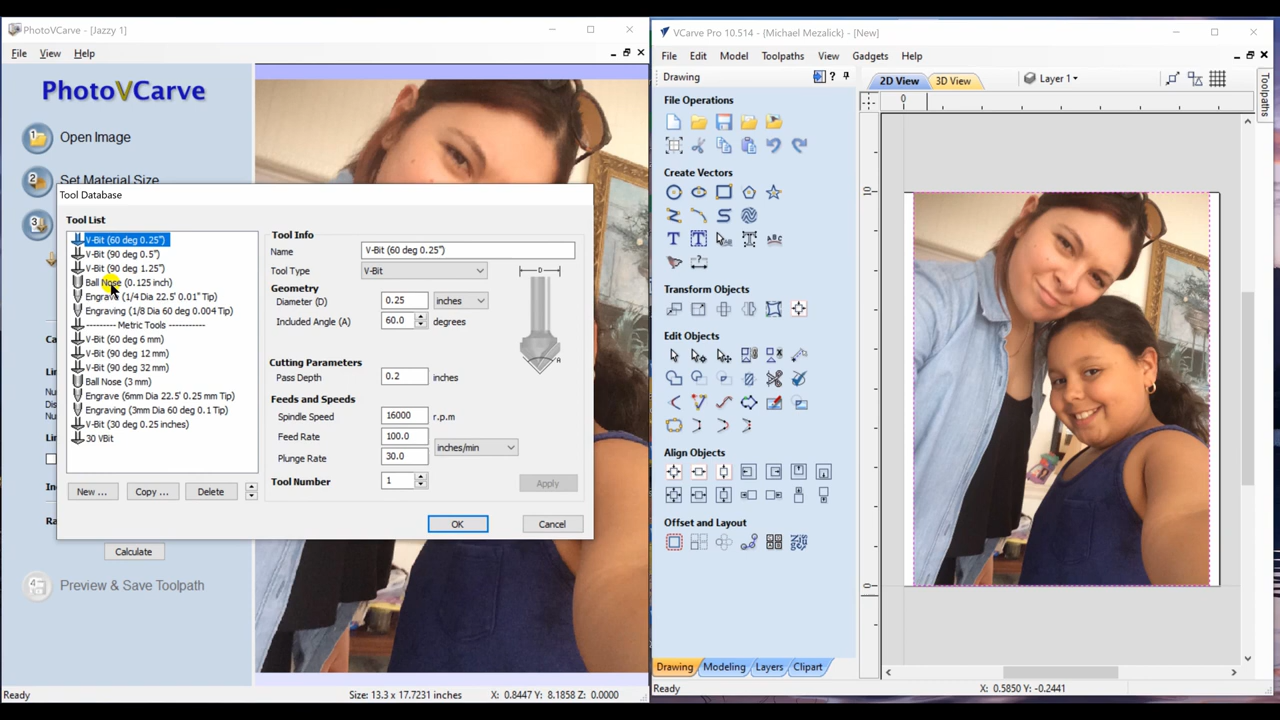 PhotoVCarve - [Jazzy 1]
File View Help
PhotoVCarve
1
Open Image
2
Set Material Size
3
Tool Database
Tool List
V-Bit (60 deg 0.25")
V-Bit (90 deg 0.5")
V-Bit (90 deg 1.25")
Ball Nose (0.125 inch)
Engrave (1/4 Dia 22.5' 0.01" Tip)
Engraving (1/8 Dia 60 deg 0.004 Tip)
--------- Metric Tools -----------
V-Bit (60 deg 6 mm)
V-Bit (90 deg 12 mm)
V-Bit (90 deg 32 mm)
Ball Nose (3 mm)
Engrave (6mm Dia 22.5' 0.25 mm Tip)
Engraving (3mm Dia 60 deg 0.1 Tip)
V-Bit (30 deg 0.25 inches)
30 VBit
New ... Copy ... Delete
Tool Info
Name V-Bit (60 deg 0.25")
Tool Type V-Bit
Geometry
Diameter (D) 0.25 inches
Included Angle (A) 60.0 degrees
D
A
Cutting Parameters
Pass Depth 0.2 inches
Feeds and Speeds
Spindle Speed 16000 r.p.m
Feed Rate 100.0 inches/min
Plunge Rate 30.0
Tool Number 1 Apply
OK Cancel
Calculate
4
Preview & Save Toolpath
Ready Size: 13.3 x 17.7231 inches X: 0.8447 Y: 8.1858 Z: 0.0000
VCarve Pro 10.514 - {Michael Mezalick} - [New]
File Edit Model Toolpaths View Gadgets Help
Drawing
2D View 3D View Layer 1
Toolpaths
File Operations
Create Vectors
Transform Objects
Edit Objects
Align Objects
Offset and Layout
0
10
0
Drawing Modeling Layers Clipart
Ready X: 0.5850 Y: -0.2441